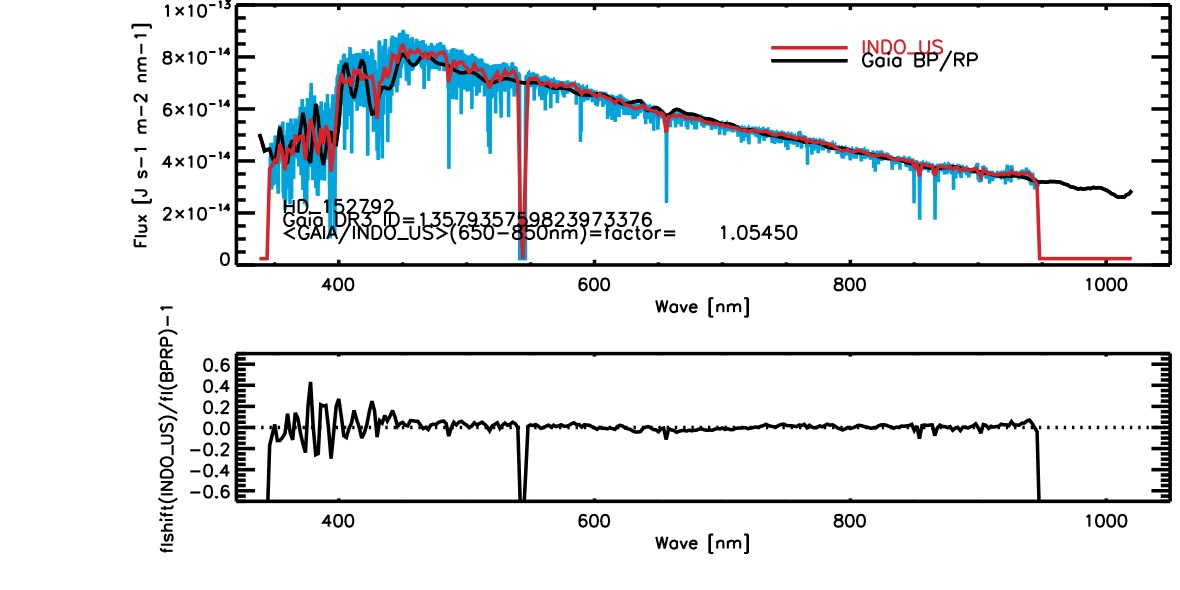 1×10−13
8×10−14
6×10−14
4×10−14
2×10−14
0
Flux [J s−1 m−2 nm−1]
INDO_US
Gaia BP/RP
HD_152792
Gaia DR3 ID=1357935759823973376
<GAIA/INDO_US>(650−850nm)=factor= 1.05450
400 600 800 1000
Wave [nm]
flshift(INDO_US)/fl(BPRP)−1
0.6
0.4
0.2
0.0
−0.2
−0.4
−0.6
400 600 800 1000
Wave [nm]